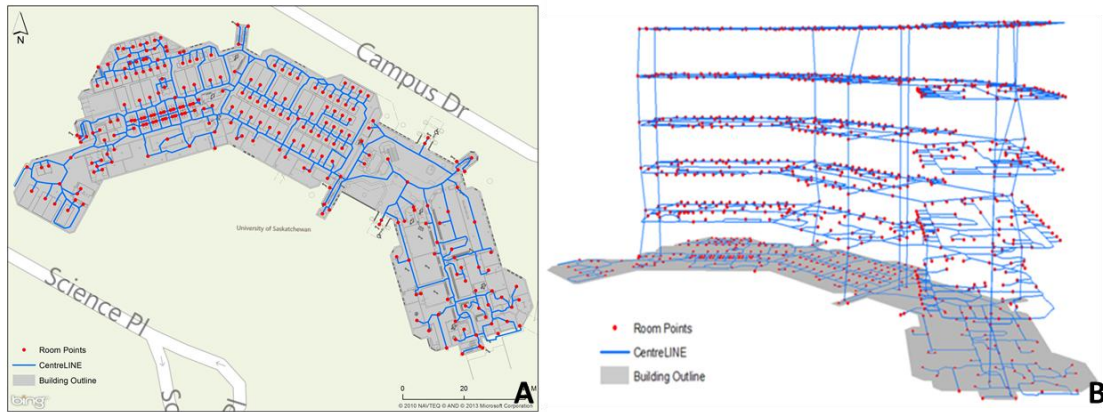 N
Campus Dr
University of Saskatchewan
Science Pl
Room Points
CentreLINE
Building Outline
bing
0 20 M
© 2010 NAVTEQ © AND © 2013 Microsoft Corporation
A
Room Points
CentreLINE
Building Outline
B